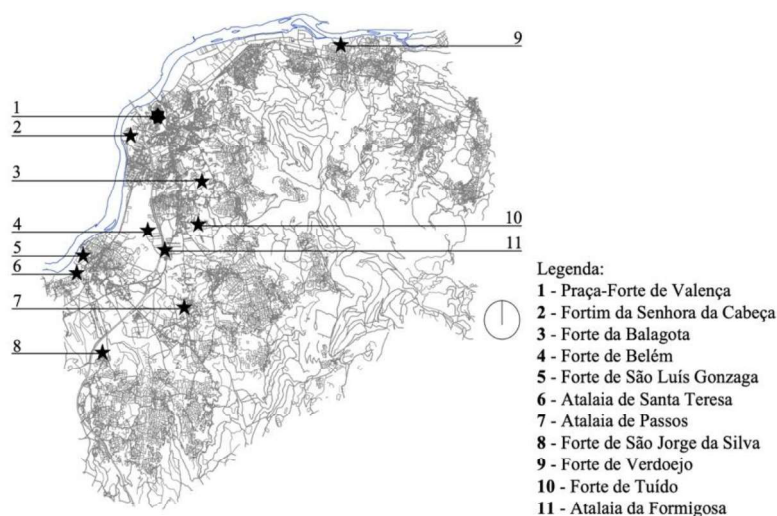 9
1
2
3
4
10
11
5
6
7
8
Legenda:
1 - Praça-Forte de Valença
2 - Fortim da Senhora da Cabeça
3 - Forte da Balagota
4 - Forte de Belém
5 - Forte de São Luís Gonzaga
6 - Atalaia de Santa Teresa
7 - Atalaia de Passos
8 - Forte de São Jorge da Silva
9 - Forte de Verdoejo
10 - Forte de Tuído
11 - Atalaia da Formigosa